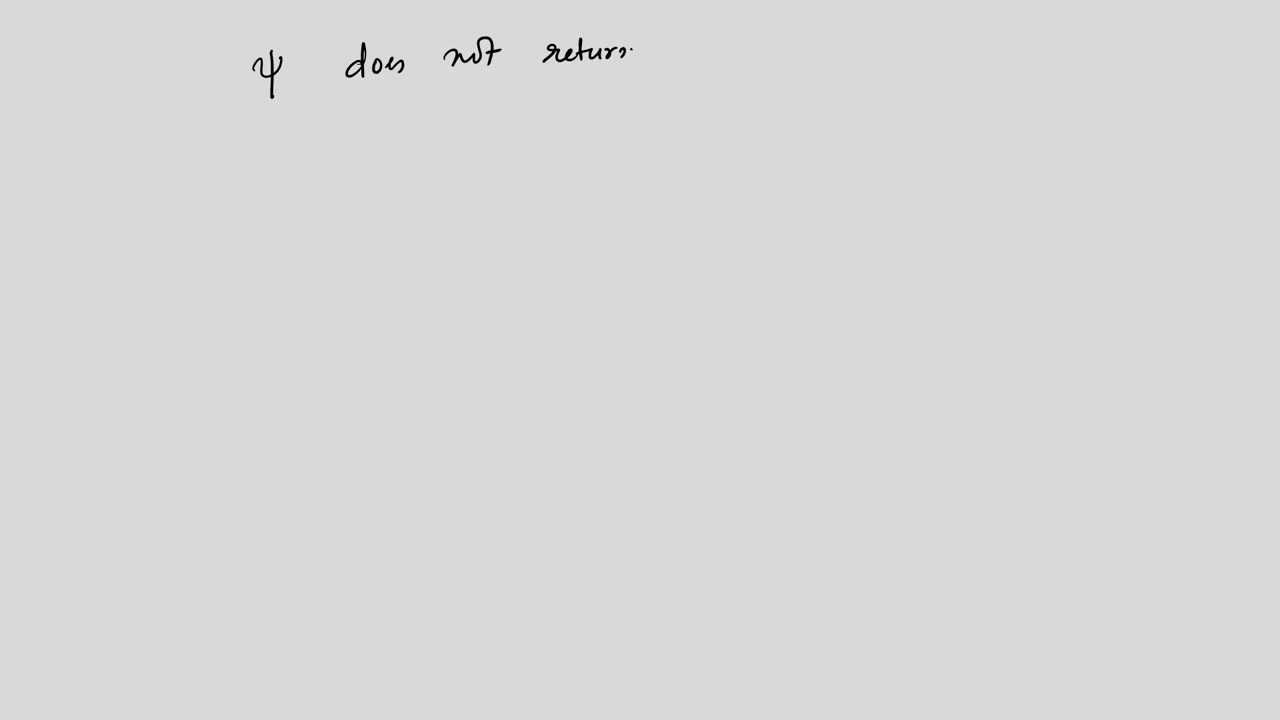 ψ does not return.